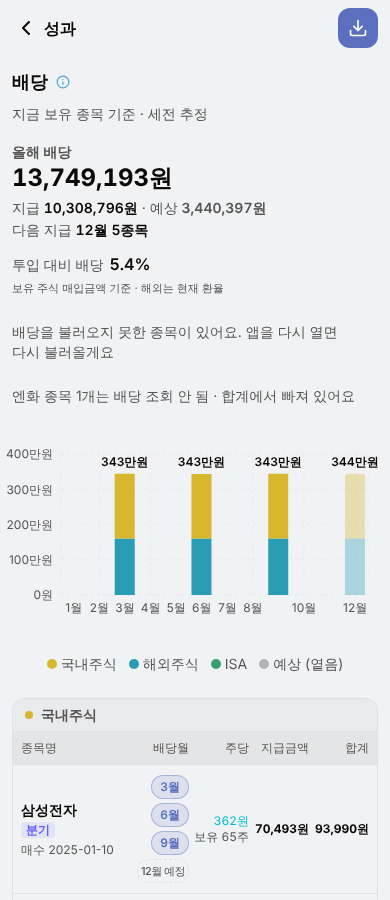 성과
배당
지금 보유 종목 기준 · 세전 추정
올해 배당
13,749,193원
지급 10,308,796원 · 예상 3,440,397원
다음 지급 12월 5종목
투입 대비 배당 5.4%
보유 주식 매입금액 기준 · 해외는 현재 환율
배당을 불러오지 못한 종목이 있어요. 앱을 다시 열면
다시 불러올게요
엔화 종목 1개는 배당 조회 안 됨 · 합계에서 빠져 있어요
400만원
343만원 343만원 343만원 344만원
300만원
200만원
100만원
0원
1월 2월 3월 4월 5월 6월 7월 8월 10월 12월
국내주식 해외주식 ISA 예상 (옅음)
국내주식
종목명 배당월 주당 지급금액 합계
삼성전자
분기
매수 2025-01-10
3월
6월
9월
12월 예정
362원
보유 65주
70,493원 93,990원